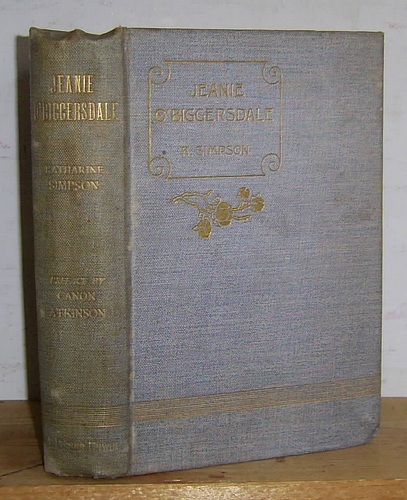 JEANIE
O'BIGGERSDALE
KATHARINE
SIMPSON
PREFACE BY
CANON
ATKINSON
JEANIE
O'BIGGERSDALE
K. SIMPSON